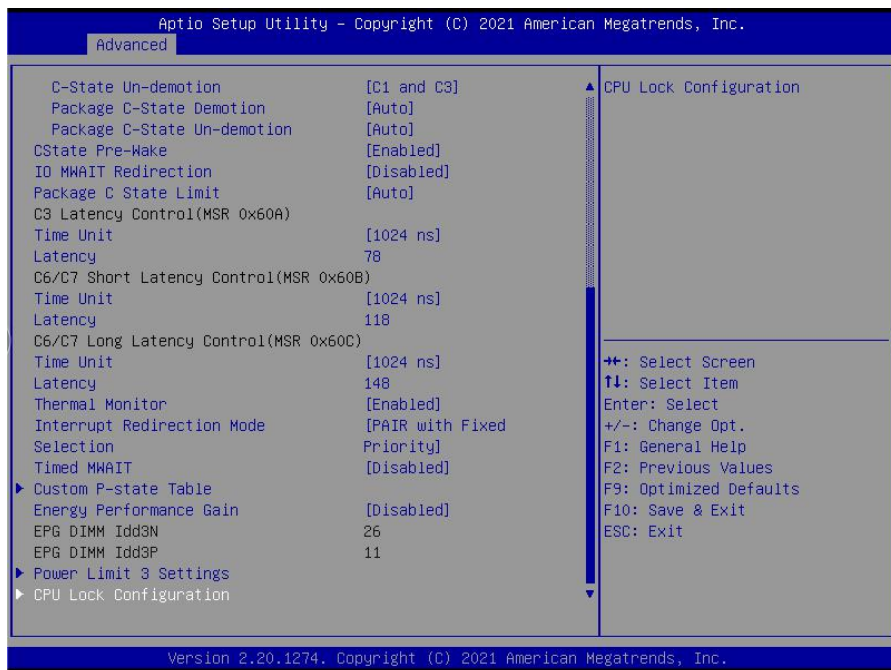 Aptio Setup Utility – Copyright (C) 2021 American Megatrends, Inc.
Advanced
C-State Un-demotion [C1 and C3]
Package C-State Demotion [Auto]
Package C-State Un-demotion [Auto]
CState Pre-Wake [Enabled]
IO MWAIT Redirection [Disabled]
Package C State Limit [Auto]
C3 Latency Control(MSR 0x60A)
Time Unit [1024 ns]
Latency 78
C6/C7 Short Latency Control(MSR 0x60B)
Time Unit [1024 ns]
Latency 118
C6/C7 Long Latency Control(MSR 0x60C)
Time Unit [1024 ns]
Latency 148
Thermal Monitor [Enabled]
Interrupt Redirection Mode [PAIR with Fixed
Selection Priority]
Timed MWAIT [Disabled]
Custom P-state Table
Energy Performance Gain [Disabled]
EPG DIMM Idd3N 26
EPG DIMM Idd3P 11
Power Limit 3 Settings
CPU Lock Configuration
CPU Lock Configuration
→←: Select Screen
↑↓: Select Item
Enter: Select
+/-: Change Opt.
F1: General Help
F2: Previous Values
F9: Optimized Defaults
F10: Save & Exit
ESC: Exit
Version 2.20.1274. Copyright (C) 2021 American Megatrends, Inc.